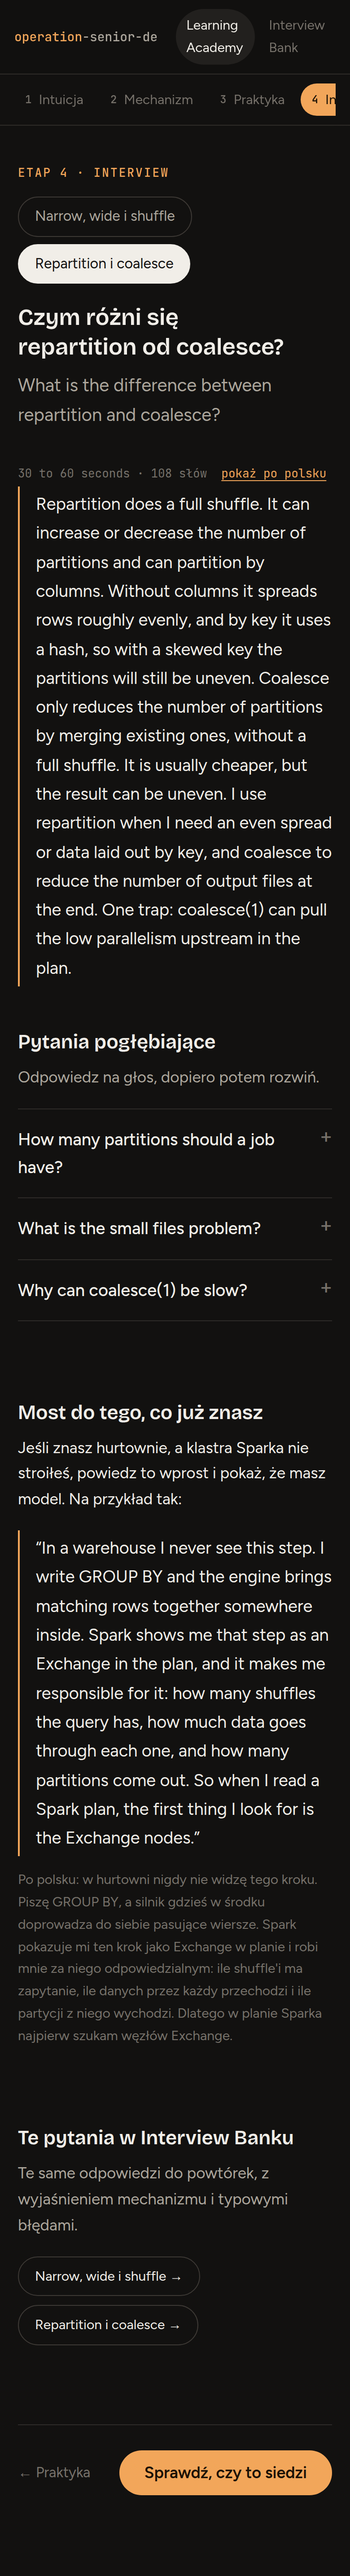 operation-senior-de
Learning
Academy
Interview
Bank
1 Intuicja
2 Mechanizm
3 Praktyka
4 In
ETAP 4 · INTERVIEW
Narrow, wide i shuffle
Repartition i coalesce
Czym różni się
repartition od coalesce?
What is the difference between
repartition and coalesce?
30 to 60 seconds · 108 słów pokaż po polsku
Repartition does a full shuffle. It can
increase or decrease the number of
partitions and can partition by
columns. Without columns it spreads
rows roughly evenly, and by key it uses
a hash, so with a skewed key the
partitions will still be uneven. Coalesce
only reduces the number of partitions
by merging existing ones, without a
full shuffle. It is usually cheaper, but
the result can be uneven. I use
repartition when I need an even spread
or data laid out by key, and coalesce to
reduce the number of output files at
the end. One trap: coalesce(1) can pull
the low parallelism upstream in the
plan.
Pytania pogłębiające
Odpowiedz na głos, dopiero potem rozwiń.
How many partitions should a job
have?
+
What is the small files problem?
+
Why can coalesce(1) be slow?
+
Most do tego, co już znasz
Jeśli znasz hurtownie, a klastra Sparka nie
stroiłeś, powiedz to wprost i pokaż, że masz
model. Na przykład tak:
“In a warehouse I never see this step. I
write GROUP BY and the engine brings
matching rows together somewhere
inside. Spark shows me that step as an
Exchange in the plan, and it makes me
responsible for it: how many shuffles
the query has, how much data goes
through each one, and how many
partitions come out. So when I read a
Spark plan, the first thing I look for is
the Exchange nodes.”
Po polsku: w hurtowni nigdy nie widzę tego kroku.
Piszę GROUP BY, a silnik gdzieś w środku
doprowadza do siebie pasujące wiersze. Spark
pokazuje mi ten krok jako Exchange w planie i robi
mnie za niego odpowiedzialnym: ile shuffle'i ma
zapytanie, ile danych przez każdy przechodzi i ile
partycji z niego wychodzi. Dlatego w planie Sparka
najpierw szukam węzłów Exchange.
Te pytania w Interview Banku
Te same odpowiedzi do powtórek, z
wyjaśnieniem mechanizmu i typowymi
błędami.
Narrow, wide i shuffle →
Repartition i coalesce →
← Praktyka
Sprawdź, czy to siedzi